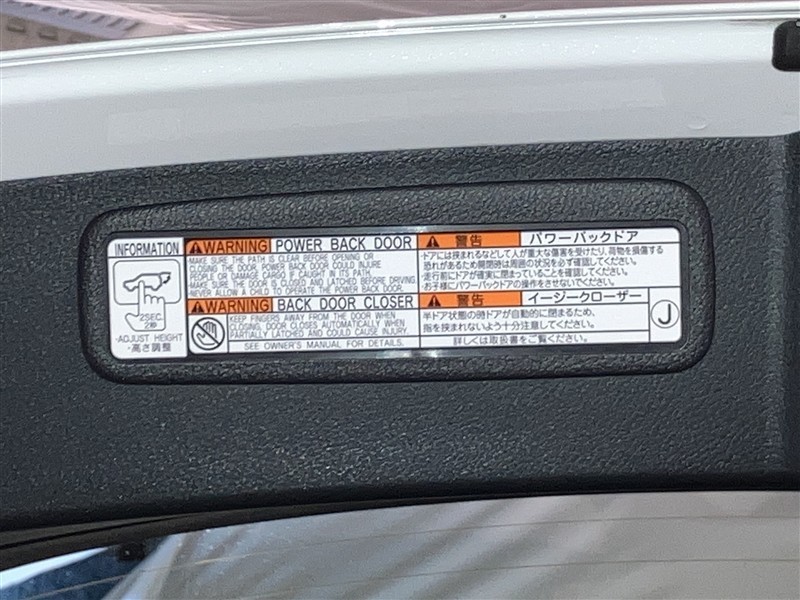 INFORMATION
2SEC.
2秒
·ADJUST HEIGHT
·高さ調整
WARNING POWER BACK DOOR
·MAKE SURE THE PATH IS CLEAR BEFORE OPENING OR
CLOSING THE DOOR. POWER BACK DOOR COULD INJURE
PEOPLE OR DAMAGE CARGO IF CAUGHT IN ITS PATH.
·MAKE SURE THE DOOR IS CLOSED AND LATCHED BEFORE DRIVING.
·NEVER ALLOW A CHILD TO OPERATE THE POWER BACK DOOR.
WARNING BACK DOOR CLOSER
KEEP FINGERS AWAY FROM THE DOOR WHEN
CLOSING, DOOR CLOSES AUTOMATICALLY WHEN
PARTIALLY LATCHED AND COULD CAUSE INJURY.
SEE OWNER'S MANUAL FOR DETAILS.
警告 パワーバックドア
·ドアにはさまれるなどして人が重大な傷害を受けたり、荷物を損傷する
恐れがあるため開閉時は周囲の状況を必ず確認してください。
·走行前にドアが確実に閉まっていることを確認してください。
·お子様にパワーバックドアの操作をさせないでください。
警告 イージークローザー
半ドア状態の時ドアが自動的に閉まるため、
指を挟まれないよう十分注意してください。
詳しくは取扱書をご覧ください。
J